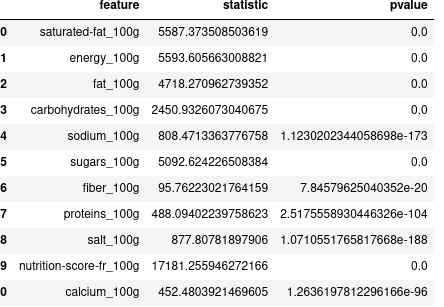 feature statistic pvalue
0 saturated-fat_100g 5587.373508503619 0.0
1 energy_100g 5593.605663008821 0.0
2 fat_100g 4718.270962739352 0.0
3 carbohydrates_100g 2450.9326073040675 0.0
4 sodium_100g 808.4713363776758 1.1230202344058698e-173
5 sugars_100g 5092.624226508384 0.0
6 fiber_100g 95.76223021764159 7.84579625040352e-20
7 proteins_100g 488.09402239758623 2.5175558930446326e-104
8 salt_100g 877.80781897906 1.0710551765817668e-188
9 nutrition-score-fr_100g 17181.255946272166 0.0
0 calcium_100g 452.4803921469605 1.2636197812296166e-96